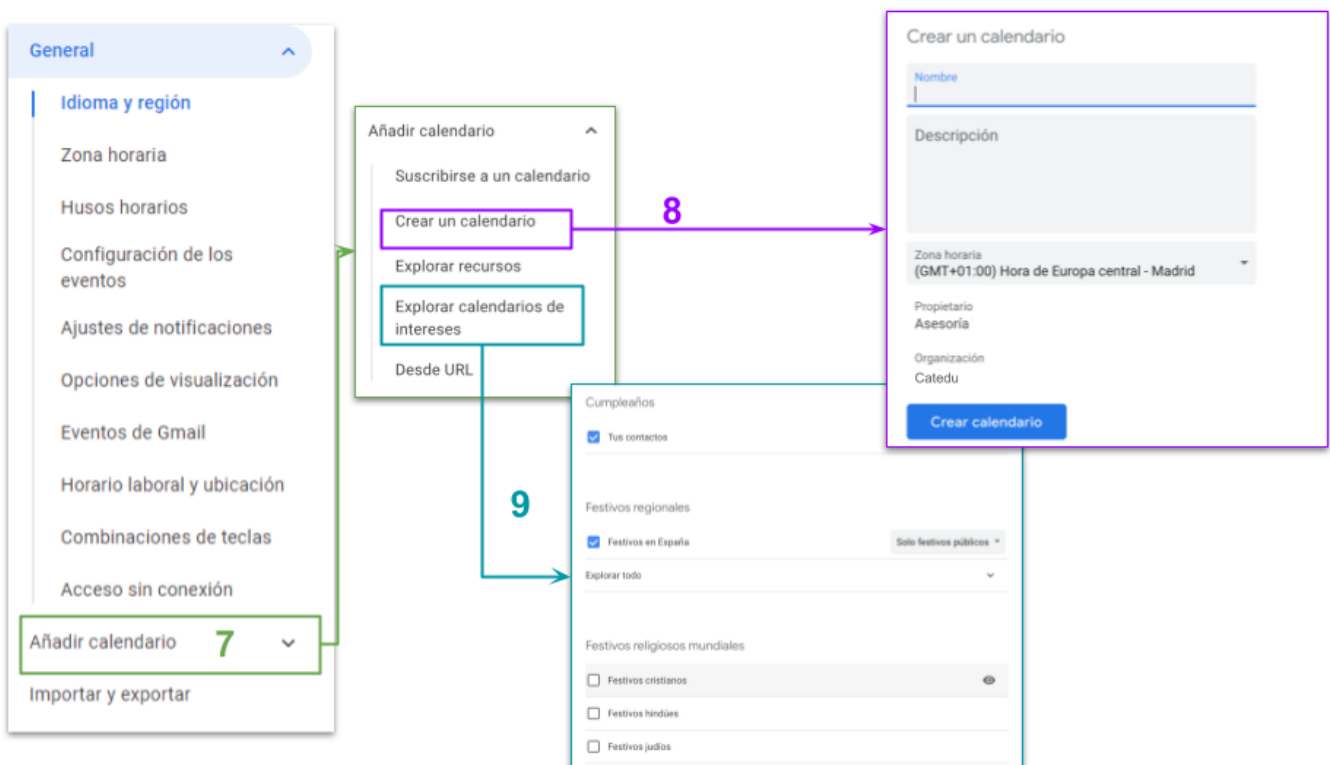 General
Idioma y región
Zona horaria
Husos horarios
Configuración de los
eventos
Ajustes de notificaciones
Opciones de visualización
Eventos de Gmail
Horario laboral y ubicación
Combinaciones de teclas
Acceso sin conexión
Añadir calendario 7
Importar y exportar
Añadir calendario
Suscribirse a un calendario
Crear un calendario
Explorar recursos
Explorar calendarios de
intereses
Desde URL
8
Crear un calendario
Nombre
Descripción
Zona horaria
(GMT+01:00) Hora de Europa central - Madrid
Propietario
Asesoría
Organización
Catedu
Crear calendario
9
Cumpleaños
Tus contactos
Festivos regionales
Festivos en España Solo festivos públicos
Explorar todo
Festivos religiosos mundiales
Festivos cristianos
Festivos hindúes
Festivos judíos